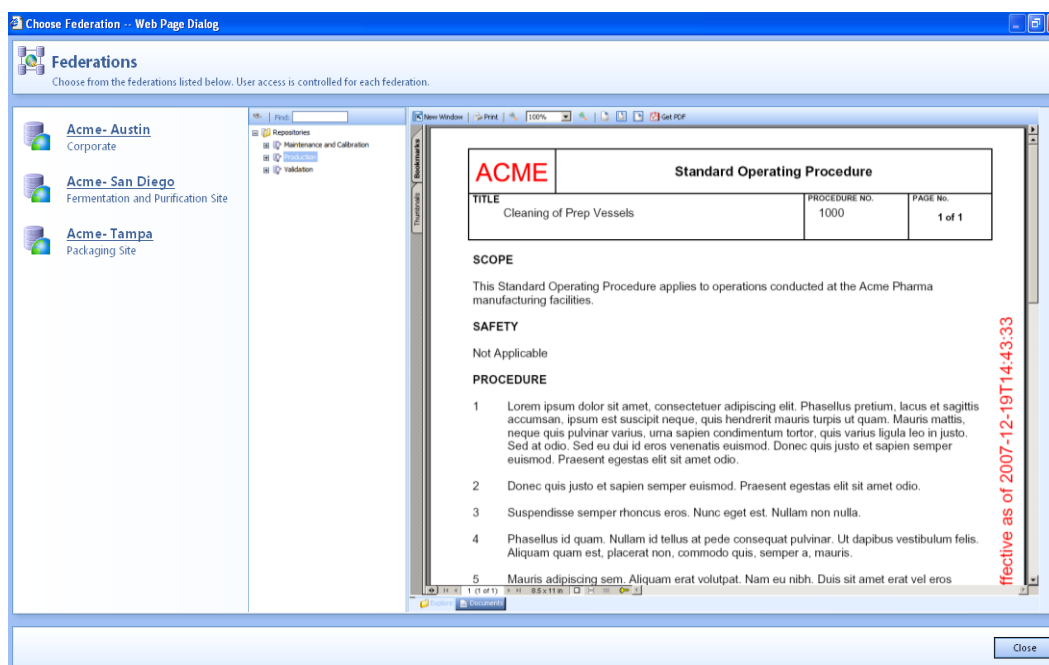 Choose Federation -- Web Page Dialog
Federations
Choose from the federations listed below. User access is controlled for each federation.
Acme- Austin
Corporate
Acme- San Diego
Fermentation and Purification Site
Acme- Tampa
Packaging Site
Find:
Repositories
Maintenance and Calibration
Production
Validation
New Window
Print
100%
Get PDF
Bookmarks
Thumbnails
ACME
Standard Operating Procedure
TITLE
Cleaning of Prep Vessels
PROCEDURE NO.
1000
PAGE No.
1 of 1
SCOPE
This Standard Operating Procedure applies to operations conducted at the Acme Pharma
manufacturing facilities.
SAFETY
Not Applicable
PROCEDURE
1 Lorem ipsum dolor sit amet, consectetuer adipiscing elit. Phasellus pretium, lacus et sagittis
accumsan, ipsum est suscipit neque, quis hendrerit mauris turpis ut quam. Mauris mattis,
neque quis pulvinar varius, urna sapien condimentum tortor, quis varius ligula leo in justo.
Sed at odio. Sed eu dui id eros venenatis euismod. Donec quis justo et sapien semper
euismod. Praesent egestas elit sit amet odio.
2 Donec quis justo et sapien semper euismod. Praesent egestas elit sit amet odio.
3 Suspendisse semper rhoncus eros. Nunc eget est. Nullam non nulla.
4 Phasellus id quam. Nullam id tellus at pede consequat pulvinar. Ut dapibus vestibulum felis.
Aliquam quam est, placerat non, commodo quis, semper a, mauris.
5 Mauris adipiscing sem. Aliquam erat volutpat. Nam eu nibh. Duis sit amet erat vel eros
ffective as of 2007-12-19T14:43:33
1 (1 of 1)
8.5 x 11 in
Explore
Documents
Close